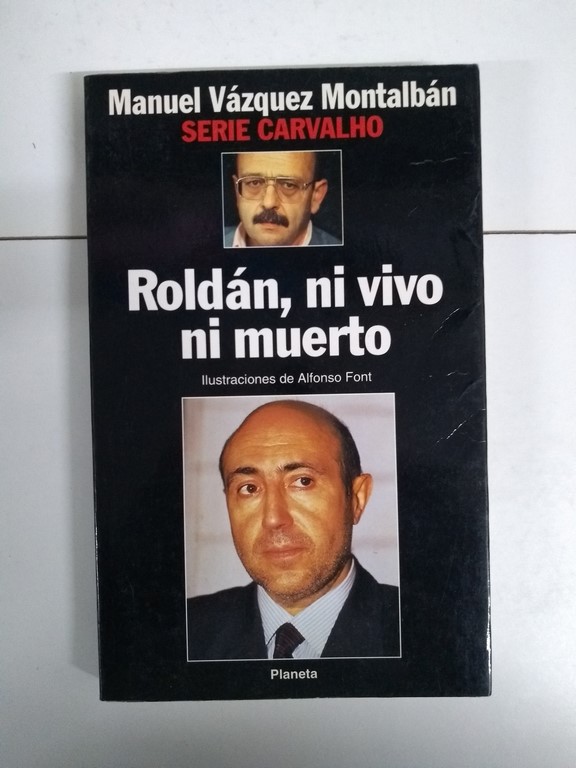 Manuel Vázquez Montalbán
SERIE CARVALHO
Roldán, ni vivo
ni muerto
Ilustraciones de Alfonso Font
Planeta